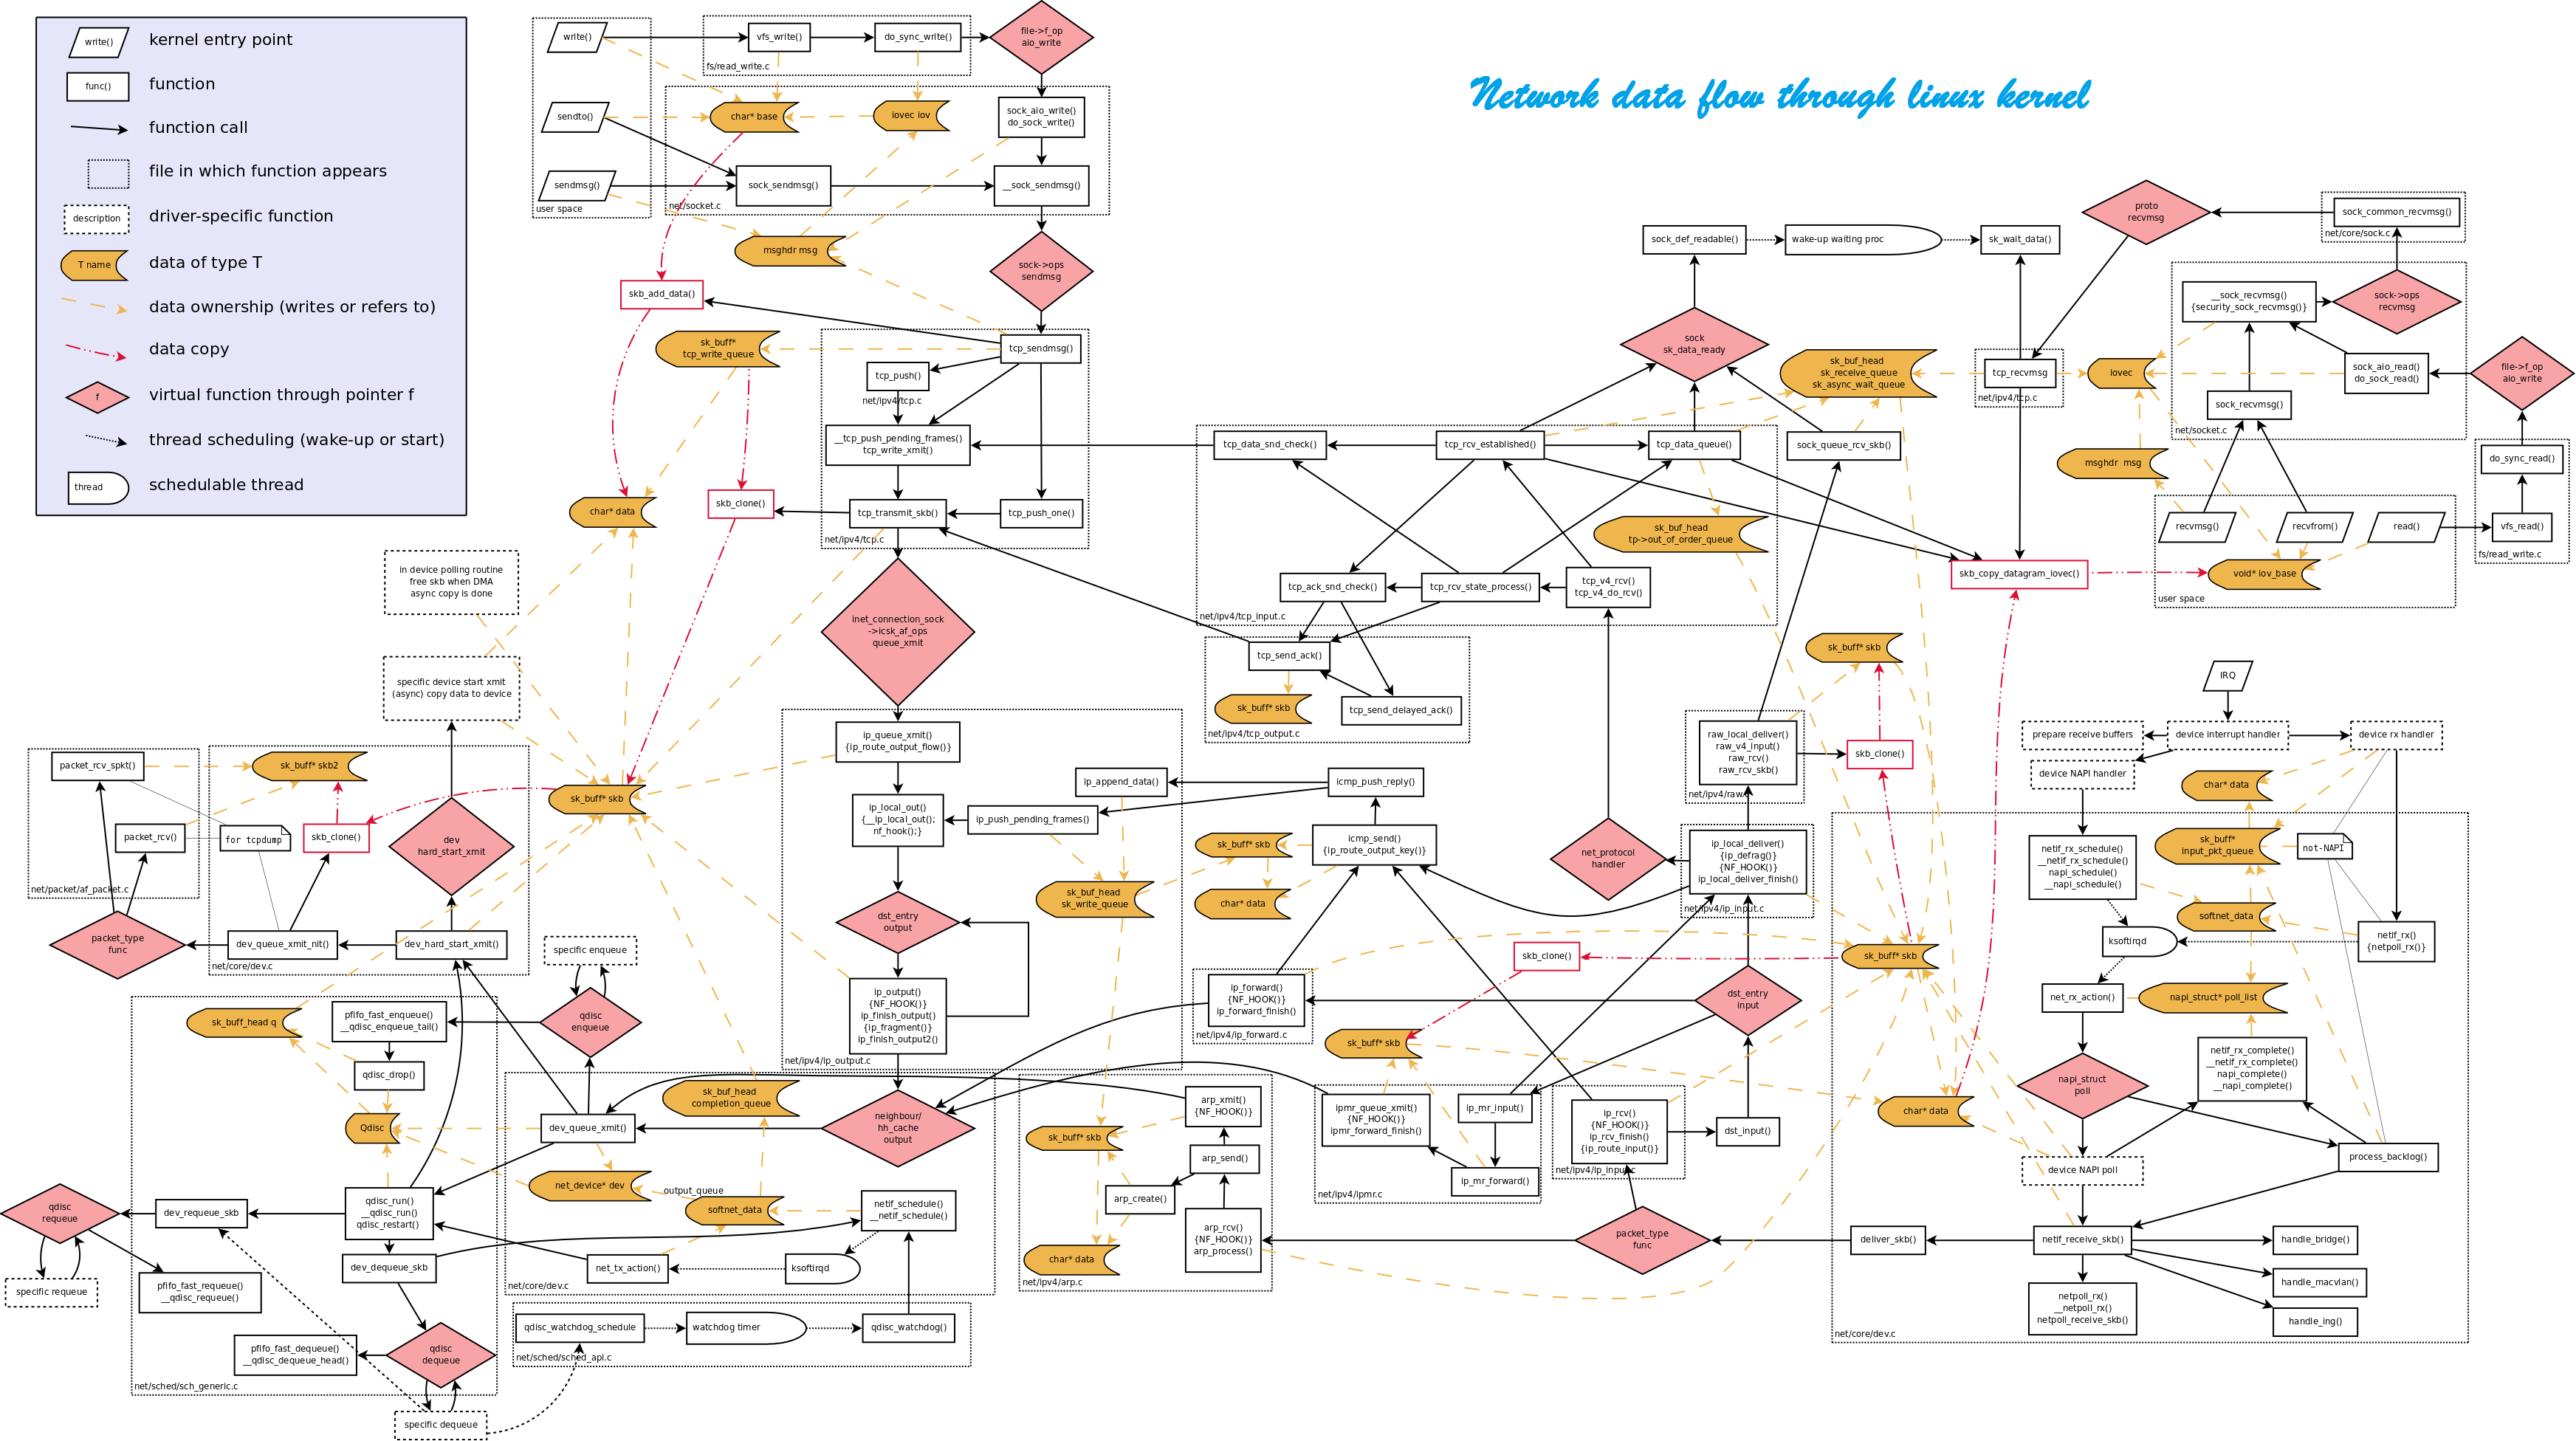 Network data flow through linux kernel
write()
kernel entry point
func()
function
function call
file in which function appears
description
driver-specific function
T name
data of type T
data ownership (writes or refers to)
data copy
f
virtual function through pointer f
thread scheduling (wake-up or start)
thread
schedulable thread
write()
sendto()
sendmsg()
user space
vfs_write()
do_sync_write()
fs/read_write.c
file->f_op
aio_write
char* base
iovec iov
sock_aio_write()
do_sock_write()
sock_sendmsg()
__sock_sendmsg()
net/socket.c
msghdr msg
sock->ops
sendmsg
skb_add_data()
sk_buff*
tcp_write_queue
tcp_sendmsg()
tcp_push()
net/ipv4/tcp.c
__tcp_push_pending_frames()
tcp_write_xmit()
skb_clone()
tcp_transmit_skb()
tcp_push_one()
net/ipv4/tcp.c
char* data
in device polling routine
free skb when DMA
async copy is done
inet_connection_sock
->icsk_af_ops
queue_xmit
specific device start xmit
(async) copy data to device
packet_rcv_spkt()
packet_rcv()
net/packet/af_packet.c
sk_buff* skb2
for tcpdump
skb_clone()
dev
hard_start_xmit
sk_buff* skb
packet_type
func
dev_queue_xmit_nit()
dev_hard_start_xmit()
net/core/dev.c
ip_queue_xmit()
{ip_route_output_flow()}
ip_local_out()
{__ip_local_out();
nf_hook();}
ip_push_pending_frames()
ip_append_data()
dst_entry
output
ip_output()
{NF_HOOK()}
ip_finish_output()
{ip_fragment()}
ip_finish_output2()
net/ipv4/ip_output.c
sk_buf_head
sk_write_queue
specific enqueue
qdisc
enqueue
sk_buff_head q
pfifo_fast_enqueue()
__qdisc_enqueue_tail()
qdisc_drop()
Qdisc
qdisc_run()
__qdisc_run()
qdisc_restart()
dev_requeue_skb
qdisc
requeue
specific requeue
pfifo_fast_requeue()
__qdisc_requeue()
dev_dequeue_skb
pfifo_fast_dequeue()
__qdisc_dequeue_head()
qdisc
dequeue
net/sched/sch_generic.c
specific dequeue
sk_buf_head
completion_queue
dev_queue_xmit()
neighbour/
hh_cache
output
net_device* dev
output_queue
softnet_data
netif_schedule()
__netif_schedule()
net_tx_action()
ksoftirqd
net/core/dev.c
qdisc_watchdog_schedule
watchdog timer
qdisc_watchdog()
net/sched/sched_api.c
arp_xmit()
{NF_HOOK()}
sk_buff* skb
arp_send()
arp_create()
arp_rcv()
{NF_HOOK()}
arp_process()
char* data
net/ipv4/arp.c
sock_def_readable()
wake-up waiting proc
sk_wait_data()
sock
sk_data_ready
sk_buf_head
sk_receive_queue
sk_async_wait_queue
tcp_data_snd_check()
tcp_rcv_established()
tcp_data_queue()
sock_queue_rcv_skb()
sk_buf_head
tp->out_of_order_queue
tcp_ack_snd_check()
tcp_rcv_state_process()
tcp_v4_rcv()
tcp_v4_do_rcv()
net/ipv4/tcp_input.c
tcp_send_ack()
sk_buff* skb
tcp_send_delayed_ack()
net/ipv4/tcp_output.c
proto
recvmsg
sock_common_recvmsg()
net/core/sock.c
__sock_recvmsg()
{security_sock_recvmsg()}
sock->ops
recvmsg
tcp_recvmsg
net/ipv4/tcp.c
iovec
sock_aio_read()
do_sock_read()
sock_recvmsg()
net/socket.c
file->f_op
aio_write
msghdr  msg
do_sync_read()
recvmsg()
recvfrom()
read()
vfs_read()
fs/read_write.c
skb_copy_datagram_iovec()
void* iov_base
user space
sk_buff* skb
raw_local_deliver()
raw_v4_input()
raw_rcv()
raw_rcv_skb()
net/ipv4/raw.c
skb_clone()
icmp_push_reply()
icmp_send()
{ip_route_output_key()}
sk_buff* skb
char* data
net_protocol
handler
ip_local_deliver()
{ip_defrag()}
{NF_HOOK()}
ip_local_deliver_finish()
net/ipv4/ip_input.c
skb_clone()
sk_buff* skb
ip_forward()
{NF_HOOK()}
ip_forward_finish()
net/ipv4/ip_forward.c
dst_entry
input
sk_buff* skb
ipmr_queue_xmit()
{NF_HOOK()}
ipmr_forward_finish()
ip_mr_input()
ip_mr_forward()
net/ipv4/ipmr.c
ip_rcv()
{NF_HOOK()}
ip_rcv_finish()
{ip_route_input()}
net/ipv4/ip_input.c
dst_input()
char* data
packet_type
func
IRQ
prepare receive buffers
device interrupt handler
device rx handler
device NAPI handler
char* data
netif_rx_schedule()
__netif_rx_schedule()
napi_schedule()
__napi_schedule()
sk_buff*
input_pkt_queue
not-NAPI
softnet_data
ksoftirqd
netif_rx()
{netpoll_rx()}
net_rx_action()
napi_struct* poll_list
napi_struct
poll
netif_rx_complete()
__netif_rx_complete()
napi_complete()
__napi_complete()
device NAPI poll
process_backlog()
deliver_skb()
netif_receive_skb()
handle_bridge()
handle_macvlan()
handle_ing()
netpoll_rx()
__netpoll_rx()
netpoll_receive_skb()
net/core/dev.c